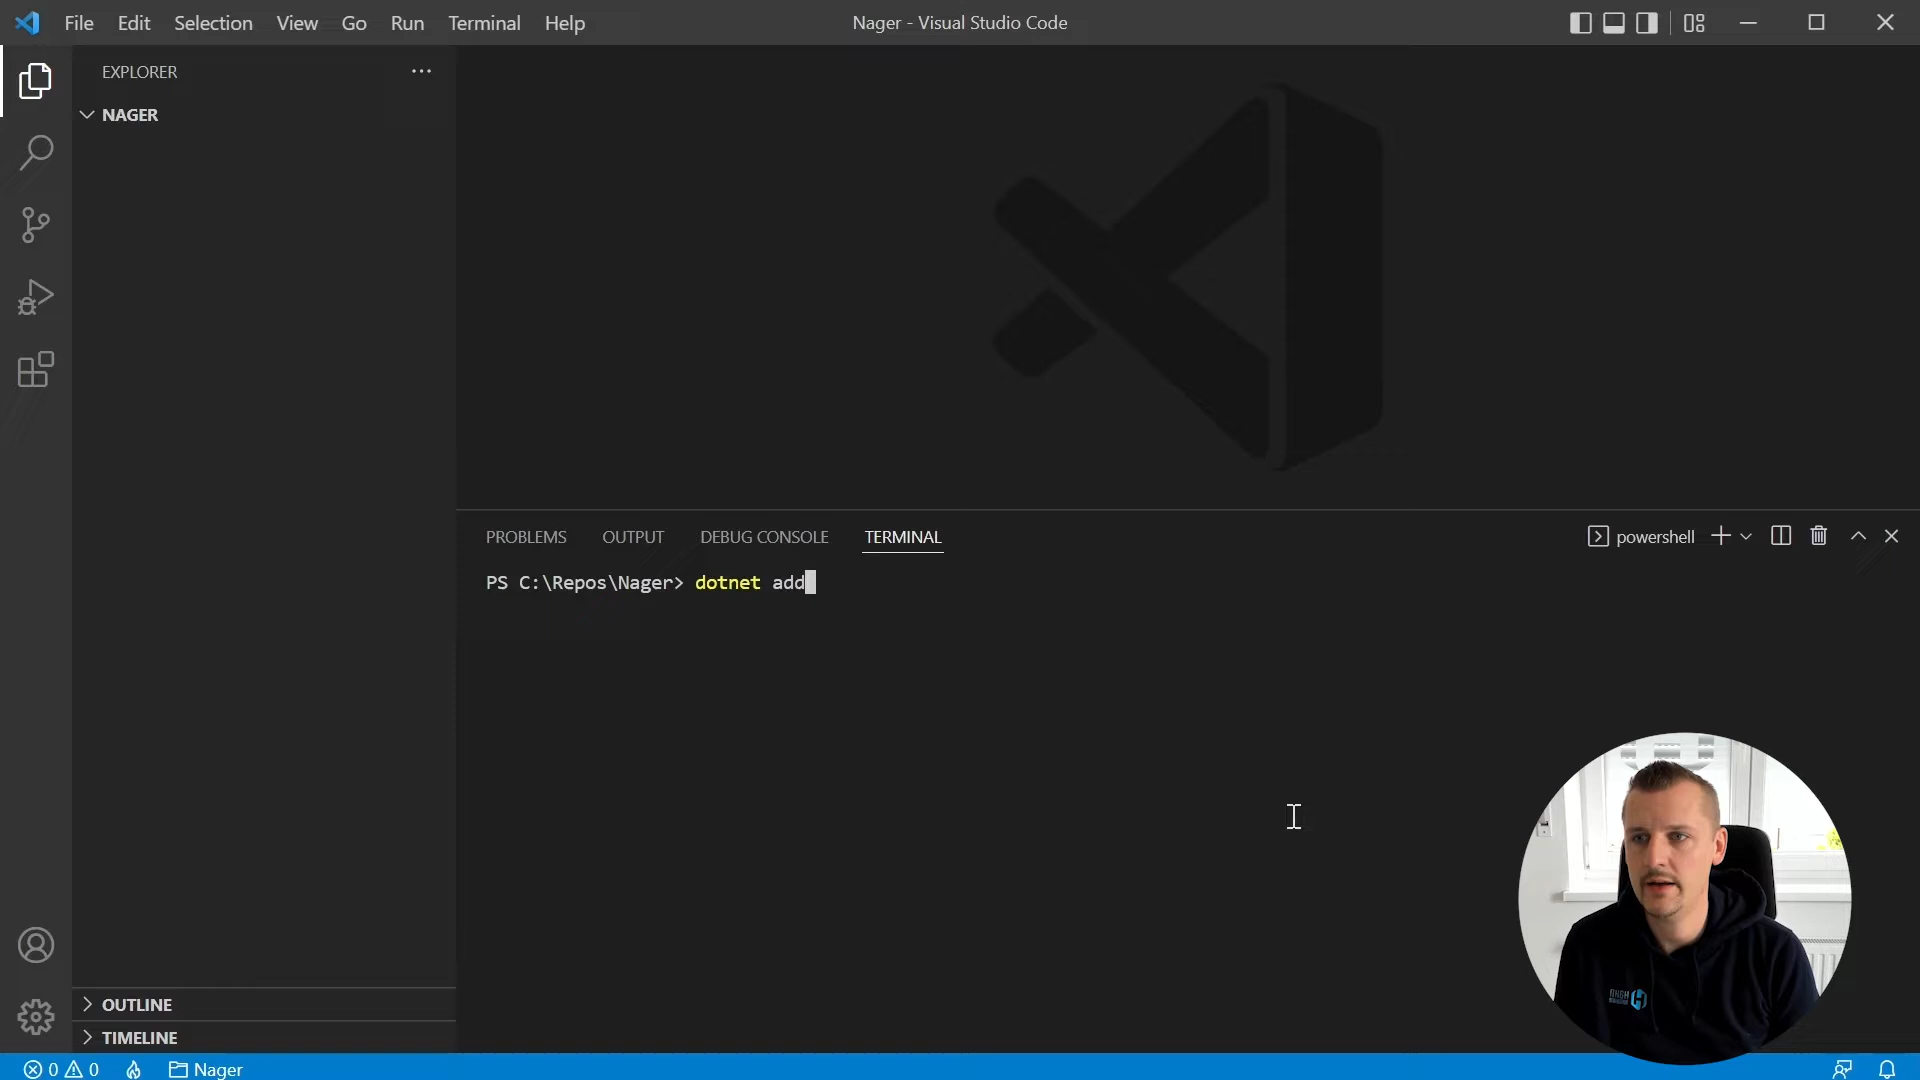 File Edit Selection View Go Run Terminal Help
Nager - Visual Studio Code
EXPLORER
NAGER
PROBLEMS OUTPUT DEBUG CONSOLE TERMINAL
powershell
PS C:\Repos\Nager> dotnet add
OUTLINE
TIMELINE
0 0 Nager